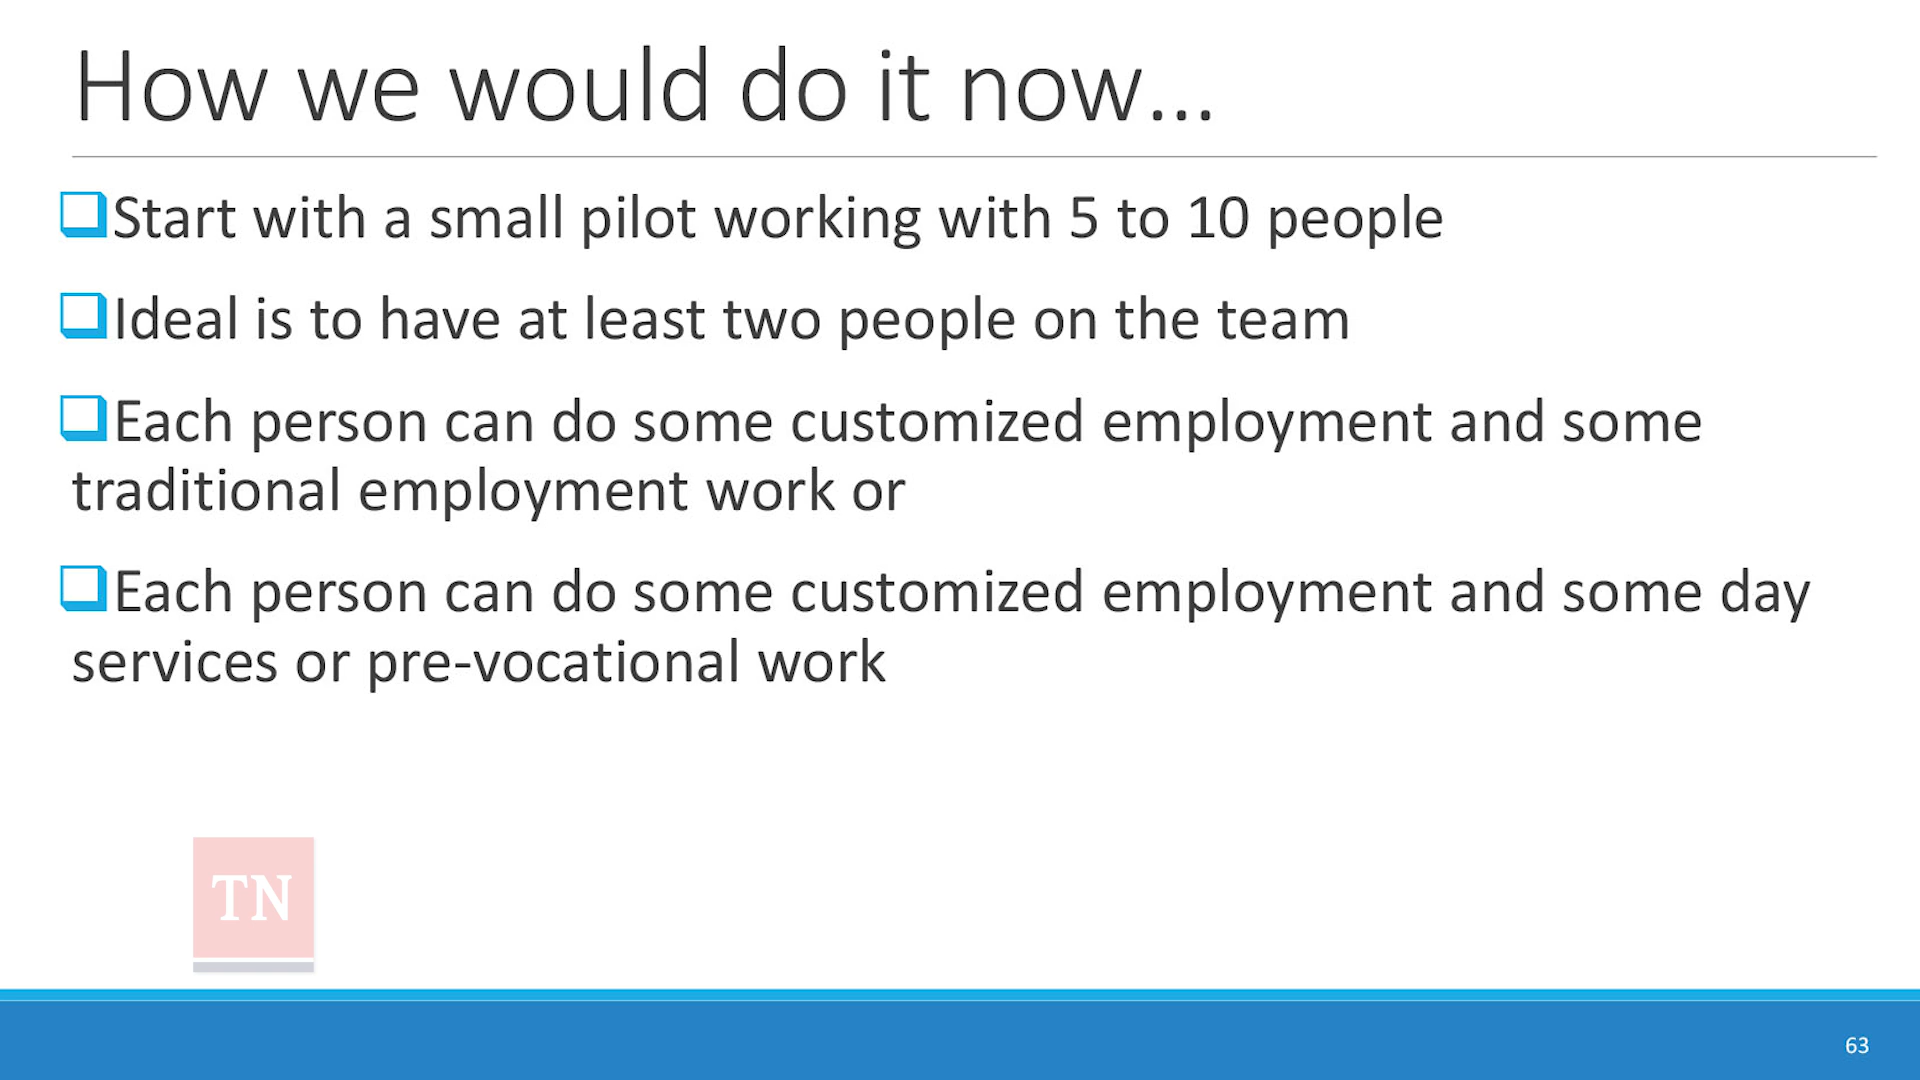 How we would do it now...
Start with a small pilot working with 5 to 10 people
Ideal is to have at least two people on the team
Each person can do some customized employment and some
traditional employment work or
Each person can do some customized employment and some day
services or pre-vocational work
TN
63